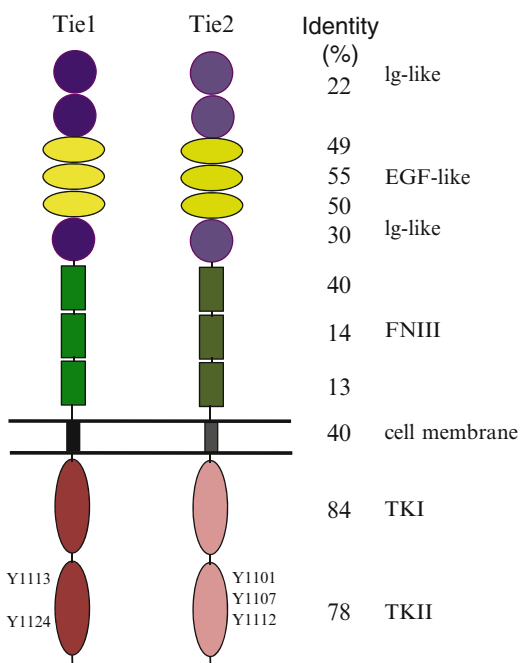 Tie1 Tie2 Identity
(%)
22 lg-like
49
55 EGF-like
50
30 lg-like
40
14 FNIII
13
40 cell membrane
84 TKI
Y1113 Y1101
Y1107
Y1124 Y1112 78 TKII